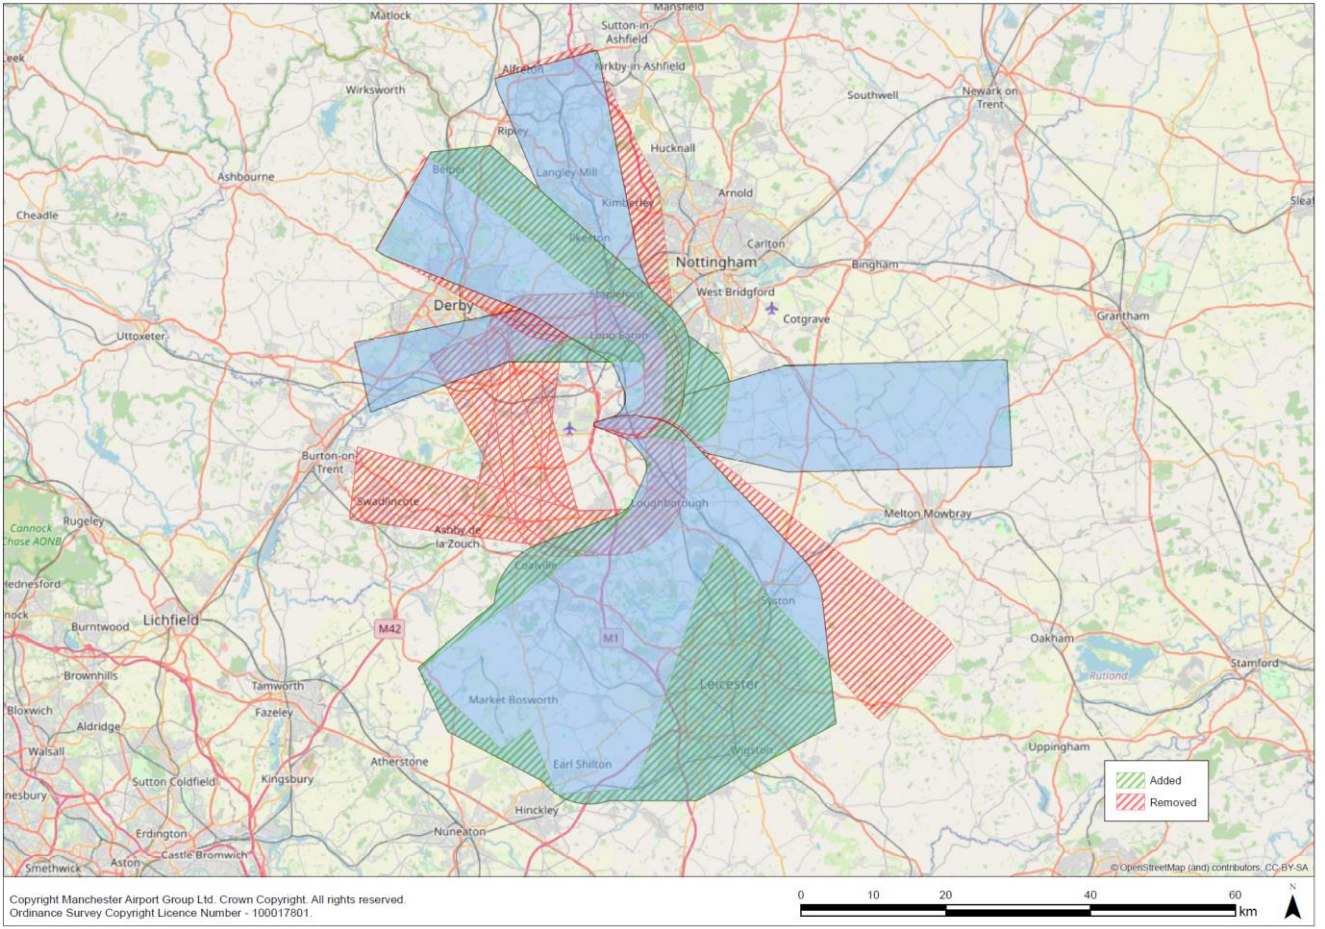 Matlock
Mansfield
Sutton-in-
Ashfield
eek
Alfreton
Kirkby-in-Ashfield
Wirksworth
Southwell
Newark on
Trent
Ripley
Hucknall
Belper
Langley Mill
Ashbourne
Arnold
Kimberley
Sleaf
Cheadle
Ilkeston
Carlton
Nottingham
Bingham
Stapleford
West Bridgford
Derby
Cotgrave
Grantham
Uttoxeter
Long Eaton
Burton-on-
Trent
Swadlincote
Loughborough
Melton Mowbray
Rugeley
Cannock
Chase AONB
Ashby de
la Zouch
Coalville
Hednesford
Syston
nock
Burntwood
Lichfield
M42
M1
Oakham
Stamford
Brownhills
Rutland
Tamworth
Leicester
Market Bosworth
Bloxwich
Fazeley
Aldridge
Walsall
Wigston
Uppingham
Atherstone
Earl Shilton
Kingsbury
Sutton Coldfield
nesbury
Added
Removed
Hinckley
Nuneaton
Erdington
Castle Bromwich
Aston
Smethwick
© OpenStreetMap (and) contributors, CC-BY-SA
Copyright Manchester Airport Group Ltd. Crown Copyright. All rights reserved.
Ordinance Survey Copyright Licence Number - 100017801.
0 10 20 40 60
km
N